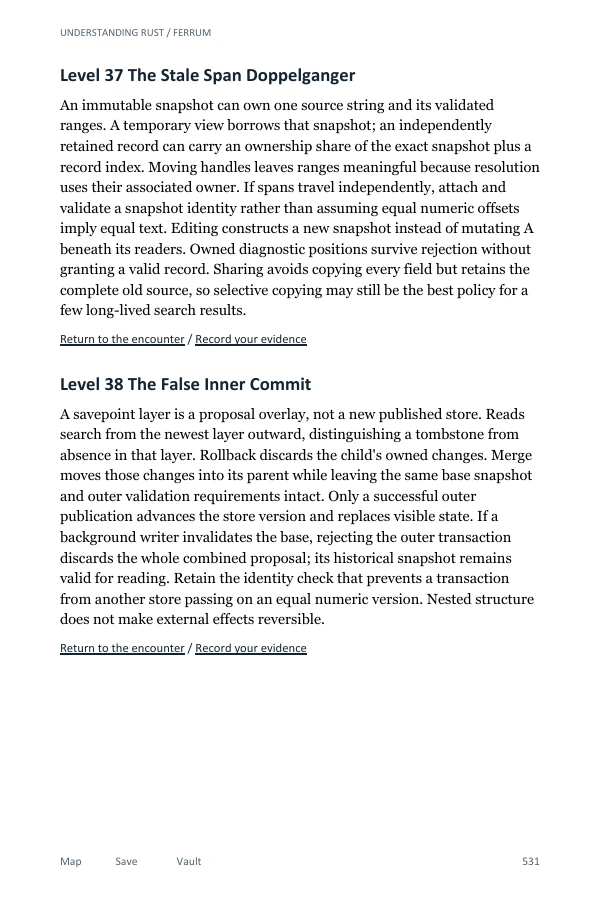 UNDERSTANDING RUST / FERRUM
Level 37 The Stale Span Doppelganger
An immutable snapshot can own one source string and its validated
ranges. A temporary view borrows that snapshot; an independently
retained record can carry an ownership share of the exact snapshot plus a
record index. Moving handles leaves ranges meaningful because resolution
uses their associated owner. If spans travel independently, attach and
validate a snapshot identity rather than assuming equal numeric offsets
imply equal text. Editing constructs a new snapshot instead of mutating A
beneath its readers. Owned diagnostic positions survive rejection without
granting a valid record. Sharing avoids copying every field but retains the
complete old source, so selective copying may still be the best policy for a
few long-lived search results.
Return to the encounter / Record your evidence
Level 38 The False Inner Commit
A savepoint layer is a proposal overlay, not a new published store. Reads
search from the newest layer outward, distinguishing a tombstone from
absence in that layer. Rollback discards the child's owned changes. Merge
moves those changes into its parent while leaving the same base snapshot
and outer validation requirements intact. Only a successful outer
publication advances the store version and replaces visible state. If a
background writer invalidates the base, rejecting the outer transaction
discards the whole combined proposal; its historical snapshot remains
valid for reading. Retain the identity check that prevents a transaction
from another store passing on an equal numeric version. Nested structure
does not make external effects reversible.
Return to the encounter / Record your evidence
Map Save Vault 531